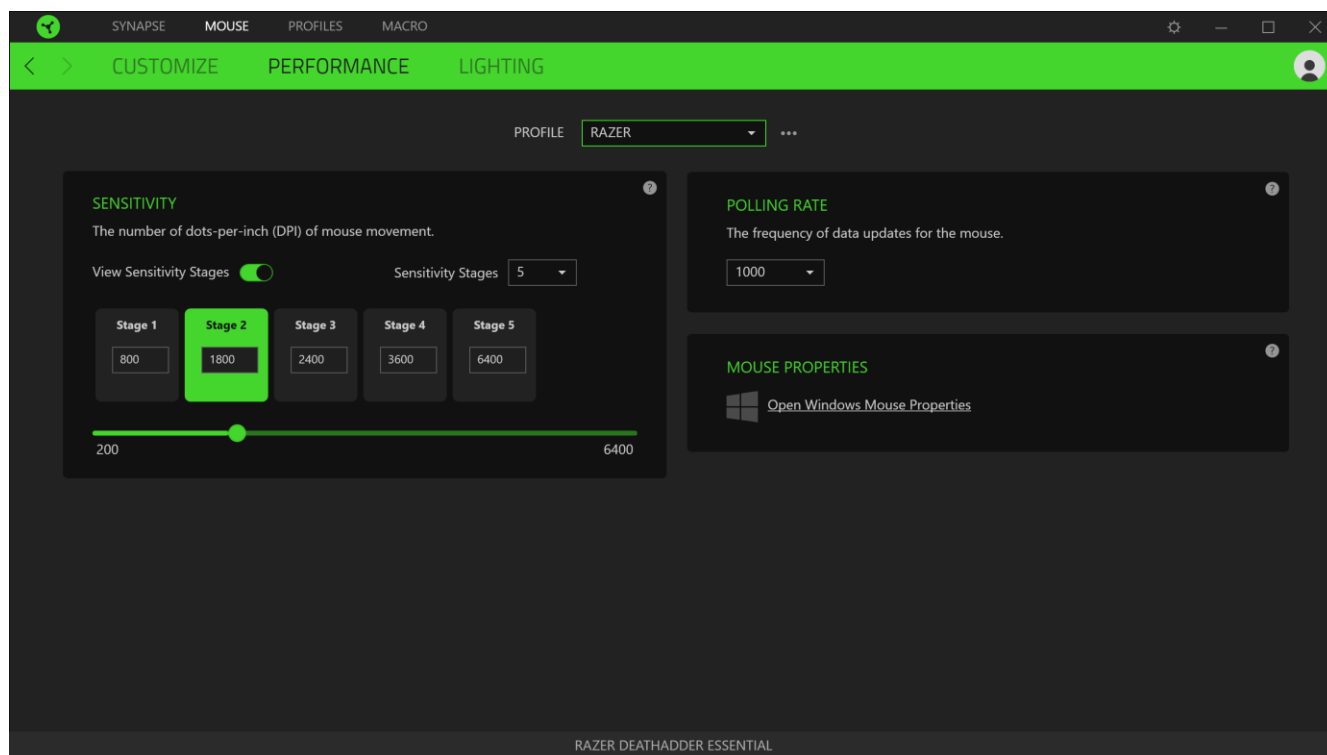 SYNAPSE MOUSE PROFILES MACRO
CUSTOMIZE PERFORMANCE LIGHTING
PROFILE RAZER
SENSITIVITY
The number of dots-per-inch (DPI) of mouse movement.
View Sensitivity Stages Sensitivity Stages 5
Stage 1 Stage 2 Stage 3 Stage 4 Stage 5
800 1800 2400 3600 6400
200 6400
POLLING RATE
The frequency of data updates for the mouse.
1000
MOUSE PROPERTIES
Open Windows Mouse Properties
RAZER DEATHADDER ESSENTIAL